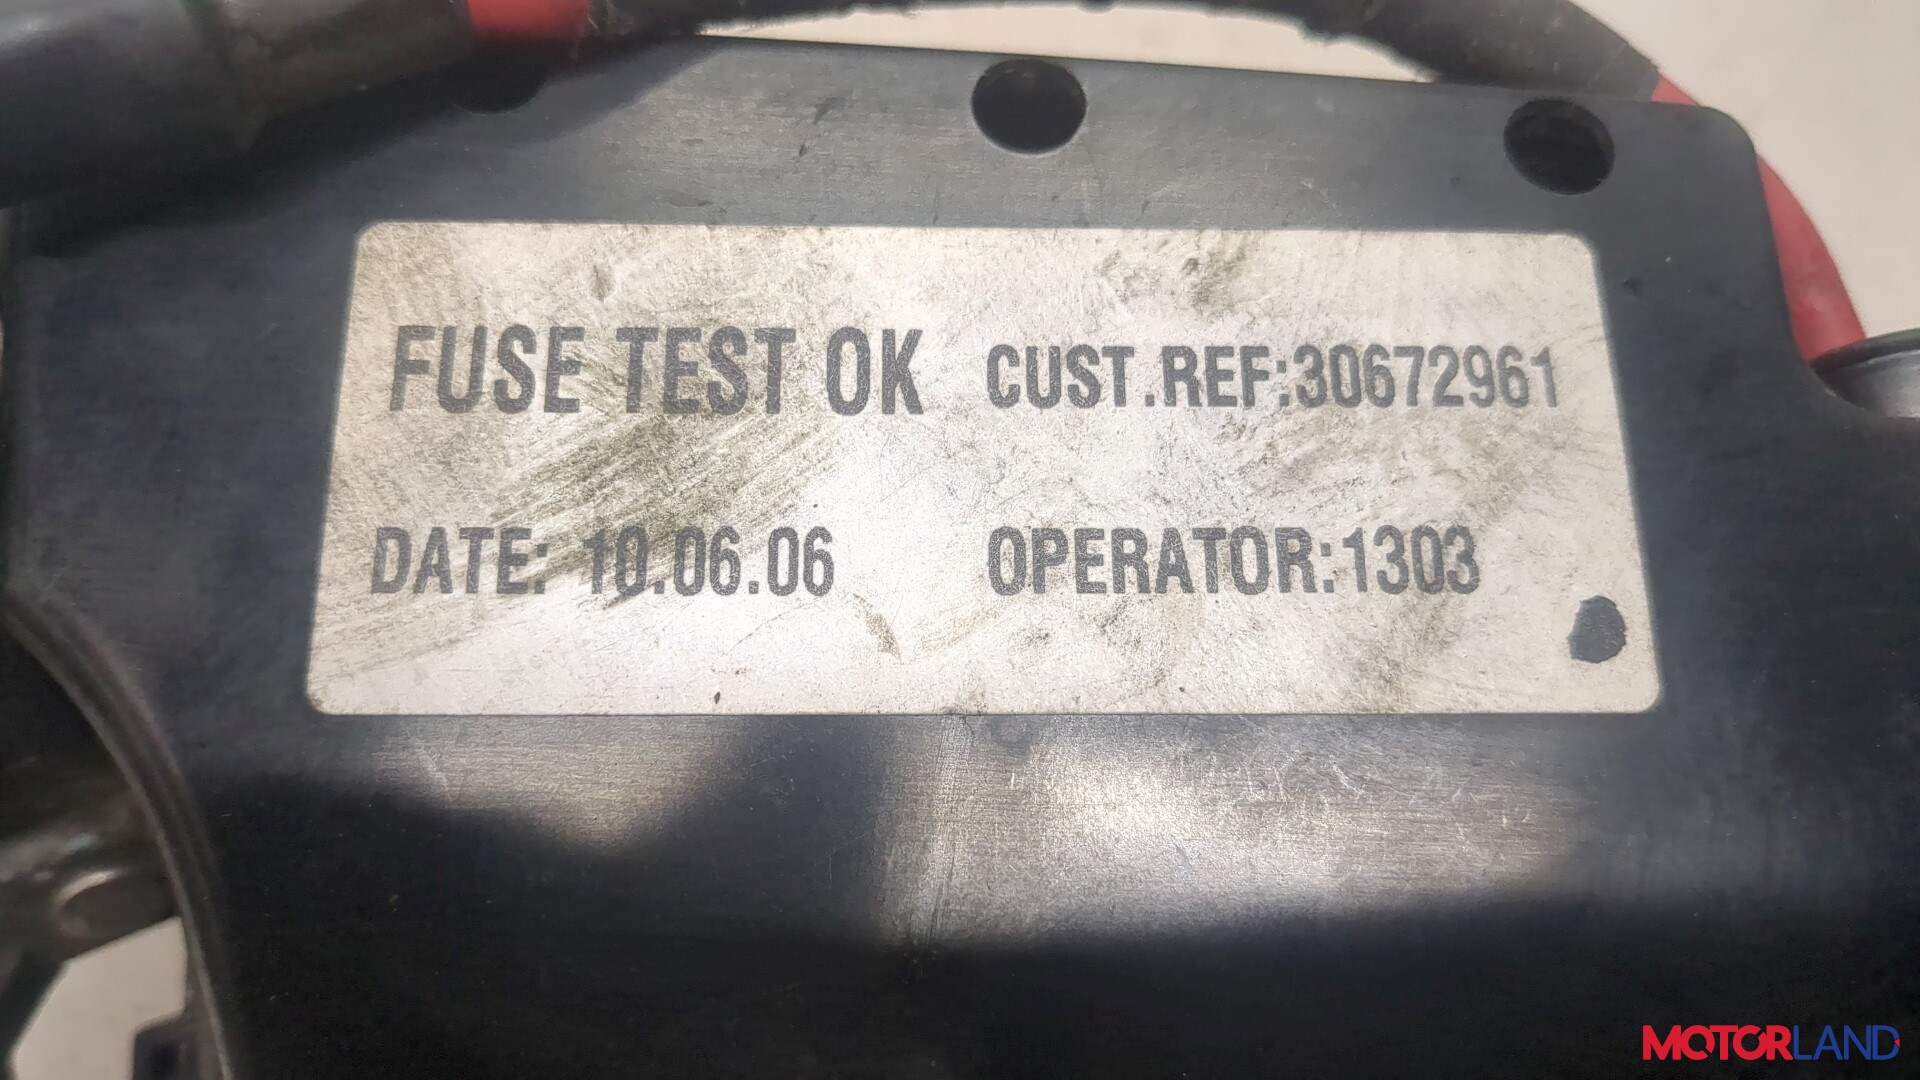 FUSE TEST OK CUST.REF:30672961
DATE: 10.06.06 OPERATOR:1303
MOTORLAND